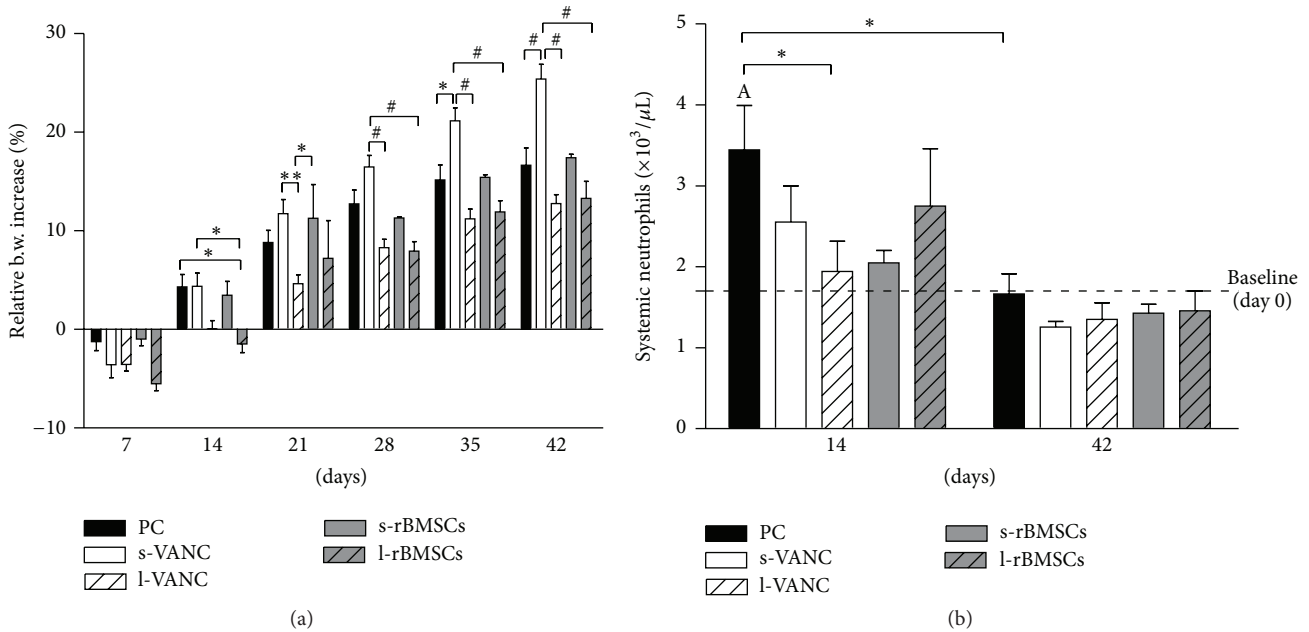 Relative b.w. increase (%)
30
20
10
0
−10
* *
** * # # * # # # # #
7 14 21 28 35 42
(days)
PC
s-VANC
l-VANC
s-rBMSCs
l-rBMSCs
(a)
Systemic neutrophils (×10³/μL)
5
4
3
2
1
0
*
*
A
Baseline
(day 0)
14 42
(days)
PC
s-VANC
l-VANC
s-rBMSCs
l-rBMSCs
(b)